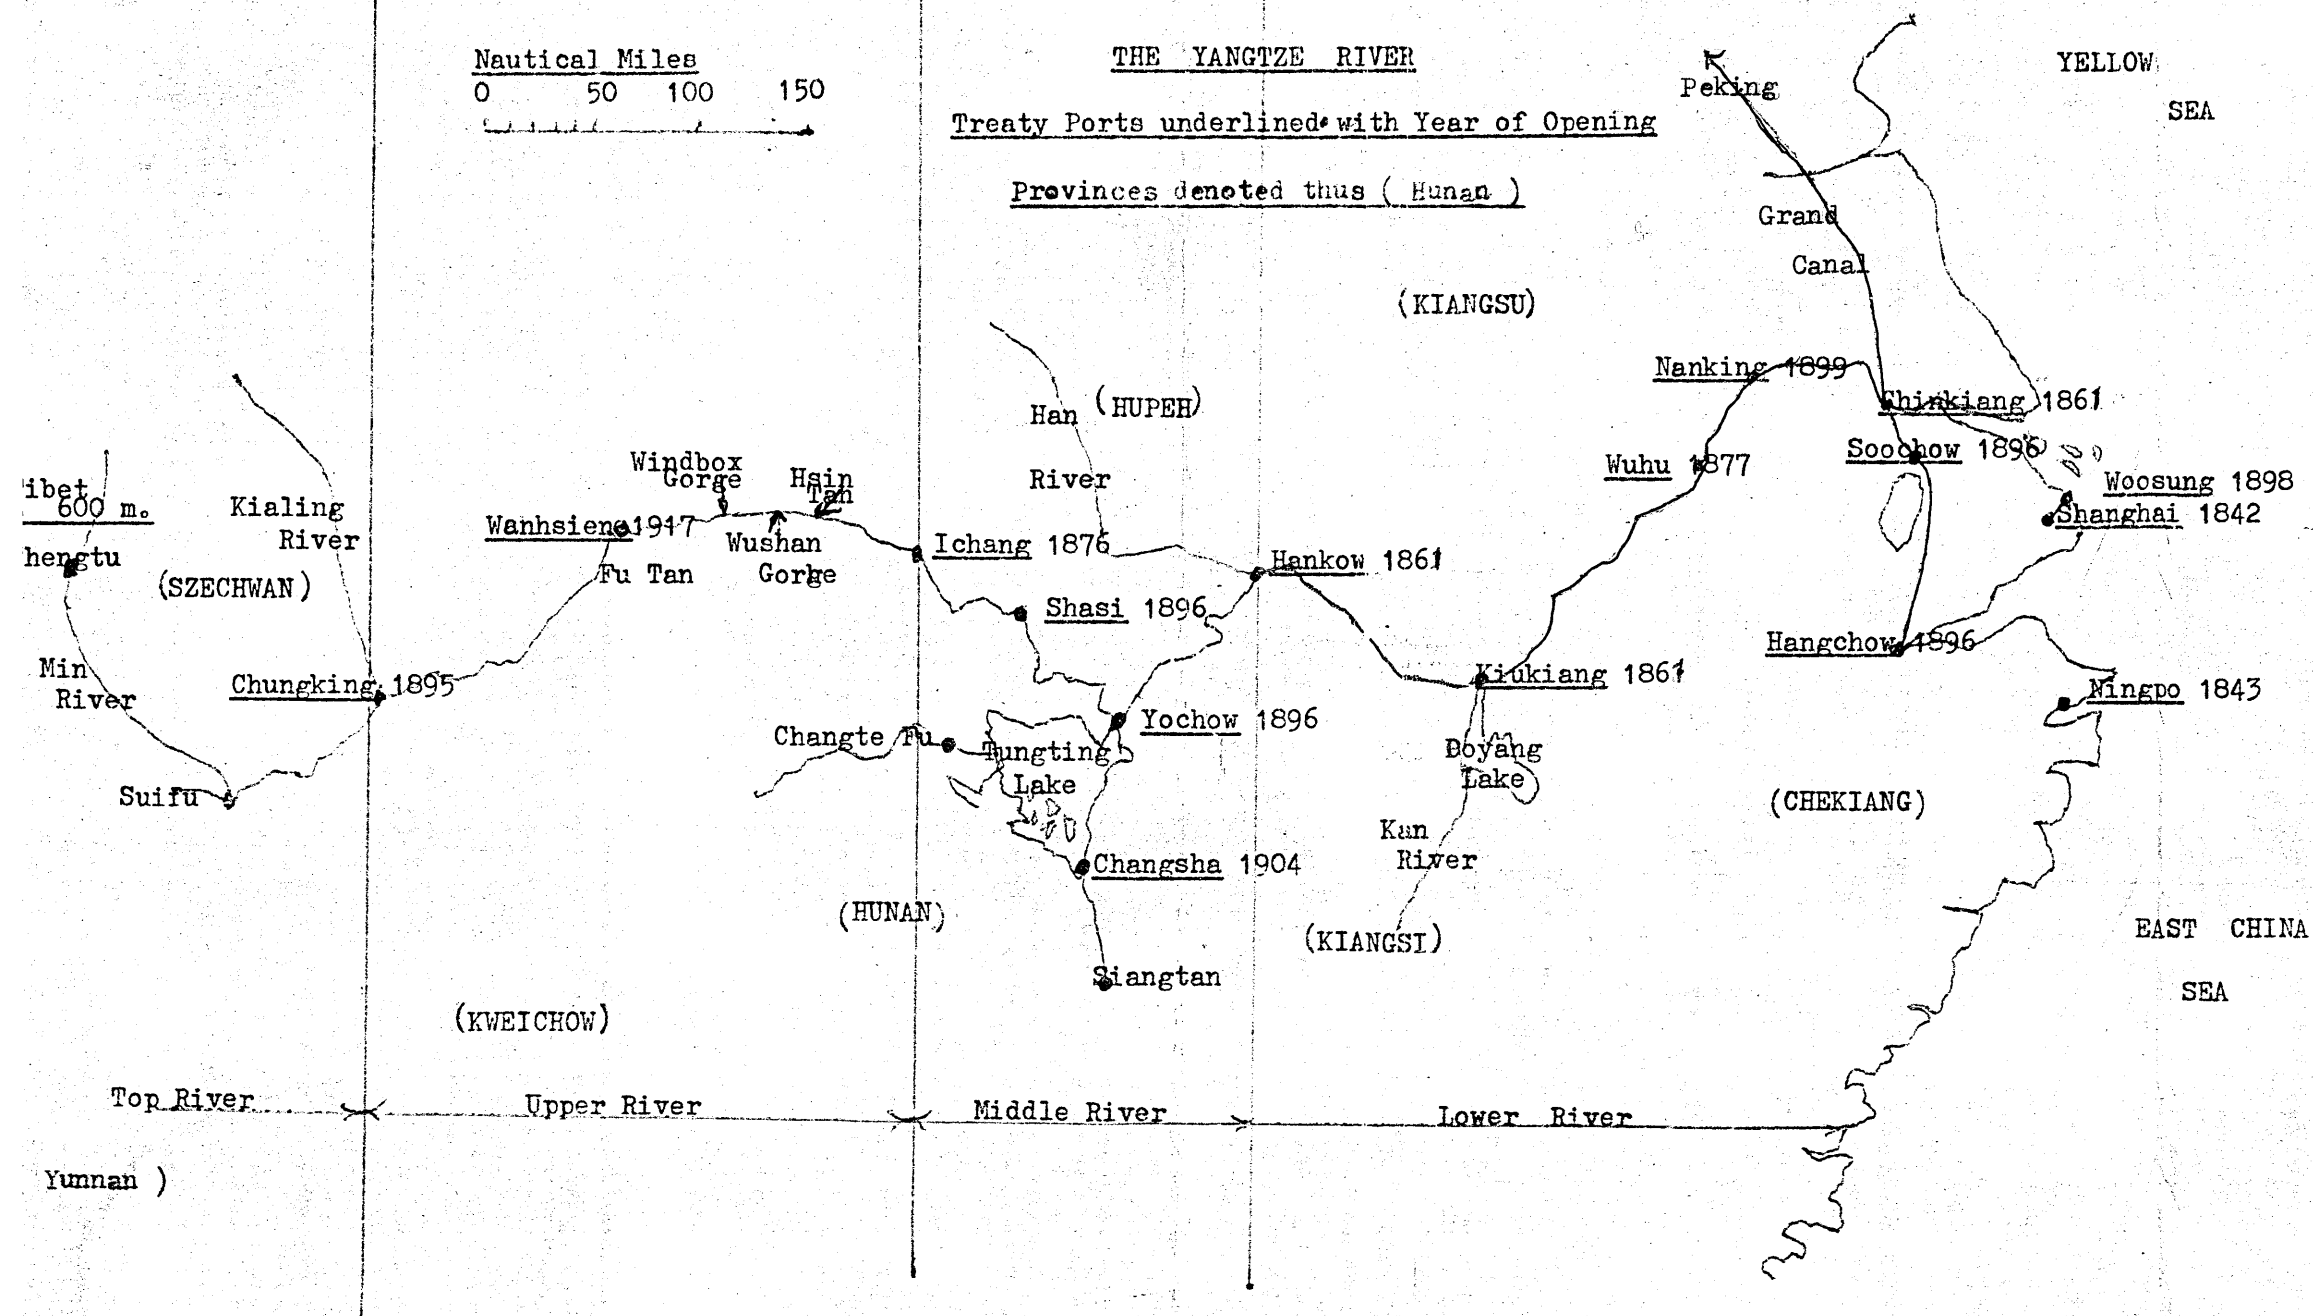 Nautical Miles
0 50 100 150
THE YANGTZE RIVER
Treaty Ports underlined with Year of Opening
Provinces denoted thus ( Hunan )
YELLOW
SEA
Peking
Grand
Canal
(KIANGSU)
Nanking 1899
Chinkiang 1861
Soochow 1896
Wuhu 1877
Woosung 1898
Shanghai 1842
Han
River
(HUPEH)
Windbox
Gorge
Hsin
Tan
Wanhsien 1917
Wushan
Gorge
Fu Tan
Ichang 1876
Hankow 1861
Shasi 1896
ibet
600 m.
hengtu
Kialing
River
(SZECHWAN)
Min
River
Chungking 1895
Suifu
Hangchow 1896
Ningpo 1843
Kiukiang 1861
Yochow 1896
Changte Fu
Tungting
Lake
Poyang
Lake
Kan
River
(CHEKIANG)
Changsha 1904
(HUNAN)
(KIANGSI)
Siangtan
EAST CHINA
SEA
(KWEICHOW)
Top River
Upper River
Middle River
Lower River
Yunnan )